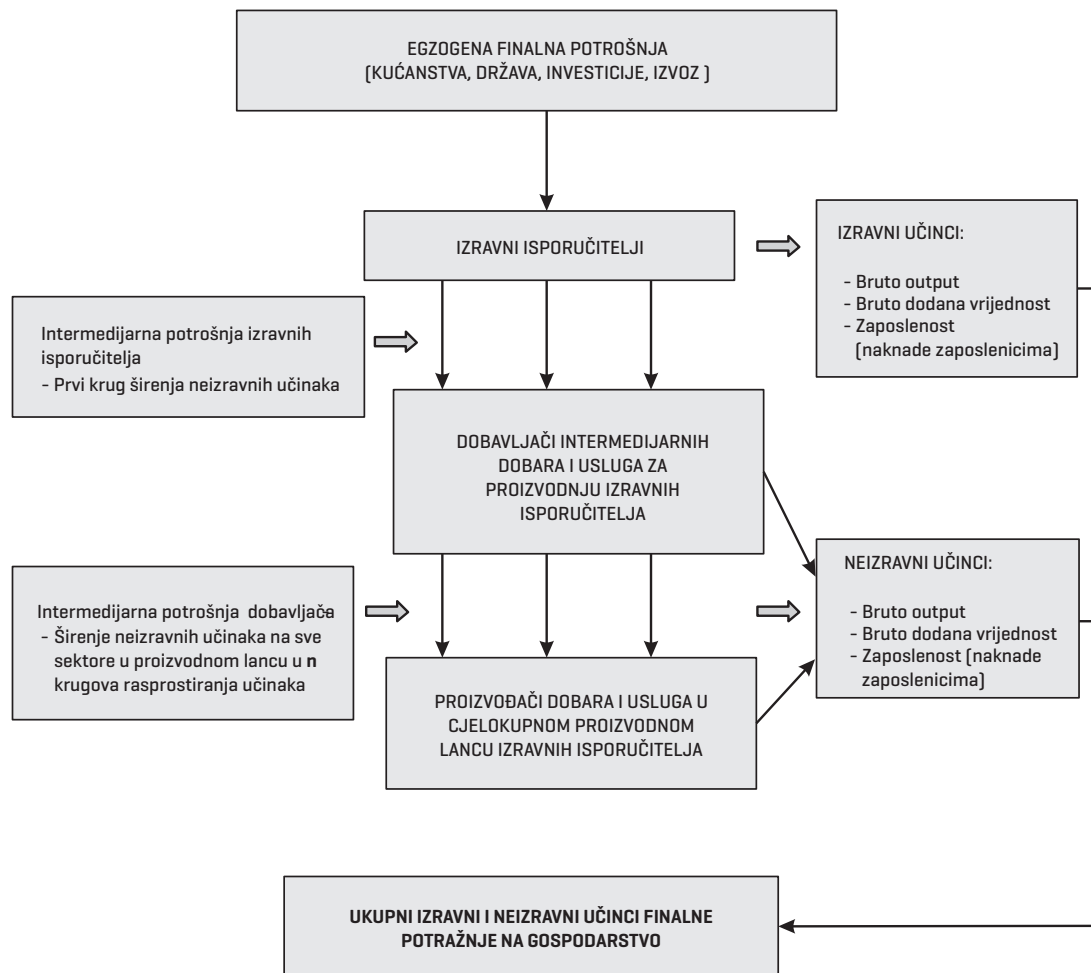 EGZOGENA FINALNA POTROŠNJA
(KUĆANSTVA, DRŽAVA, INVESTICIJE, IZVOZ )
IZRAVNI ISPORUČITELJI
IZRAVNI UČINCI:
- Bruto output
- Bruto dodana vrijednost
- Zaposlenost
(naknade zaposlenicima)
Intermedijarna potrošnja izravnih
isporučitelja
- Prvi krug širenja neizravnih učinaka
DOBAVLJAČI INTERMEDIJARNIH
DOBARA I USLUGA ZA
PROIZVODNJU IZRAVNIH
ISPORUČITELJA
Intermedijarna potrošnja dobavljača
- Širenje neizravnih učinaka na sve
sektore u proizvodnom lancu u n
krugova rasprostiranja učinaka
NEIZRAVNI UČINCI:
- Bruto output
- Bruto dodana vrijednost
- Zaposlenost (naknade
zaposlenicima)
PROIZVOĐAČI DOBARA I USLUGA U
CJELOKUPNOM PROIZVODNOM
LANCU IZRAVNIH ISPORUČITELJA
UKUPNI IZRAVNI I NEIZRAVNI UČINCI FINALNE
POTRAŽNJE NA GOSPODARSTVO